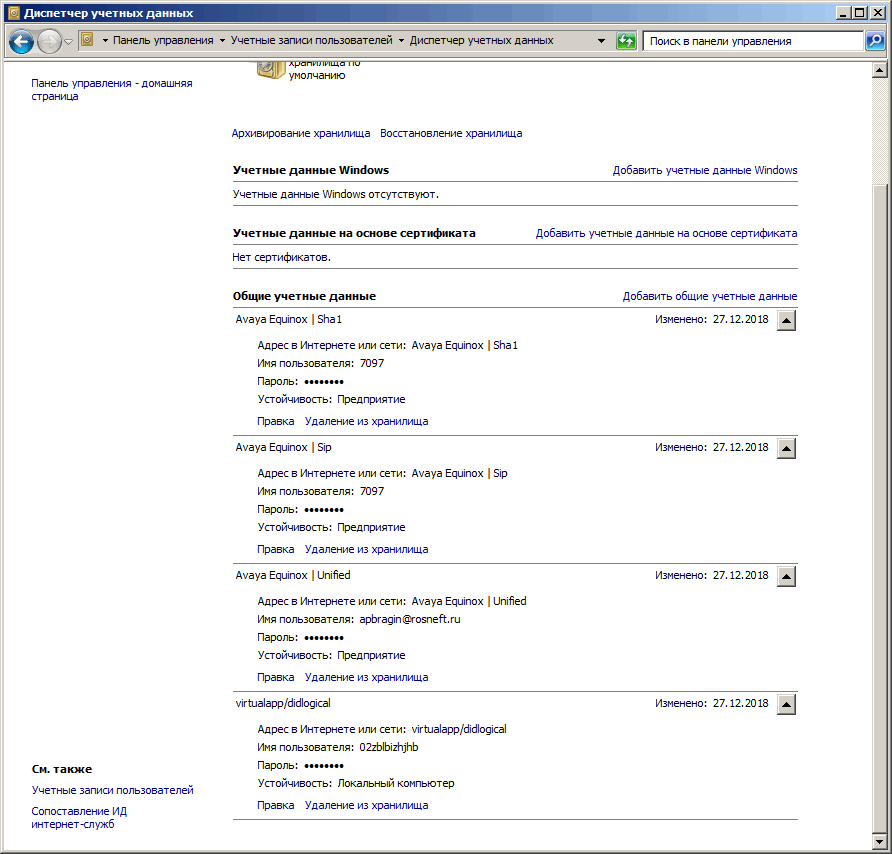 Диспетчер учетных данных
Панель управления ▾ Учетные записи пользователей ▾ Диспетчер учетных данных
Поиск в панели управления
хранилища по
умолчанию
Панель управления - домашняя
страница
Архивирование хранилища Восстановление хранилища
Учетные данные Windows Добавить учетные данные Windows
Учетные данные Windows отсутствуют.
Учетные данные на основе сертификата Добавить учетные данные на основе сертификата
Нет сертификатов.
Общие учетные данные Добавить общие учетные данные
Avaya Equinox | Sha1 Изменено: 27.12.2018
Адрес в Интернете или сети: Avaya Equinox | Sha1
Имя пользователя: 7097
Пароль: ••••••••
Устойчивость: Предприятие
Правка Удаление из хранилища
Avaya Equinox | Sip Изменено: 27.12.2018
Адрес в Интернете или сети: Avaya Equinox | Sip
Имя пользователя: 7097
Пароль: ••••••••
Устойчивость: Предприятие
Правка Удаление из хранилища
Avaya Equinox | Unified Изменено: 27.12.2018
Адрес в Интернете или сети: Avaya Equinox | Unified
Имя пользователя: apbragin@rosneft.ru
Пароль: ••••••••
Устойчивость: Предприятие
Правка Удаление из хранилища
virtualapp/didlogical Изменено: 27.12.2018
Адрес в Интернете или сети: virtualapp/didlogical
Имя пользователя: 02zblbizhjhb
Пароль: ••••••••
Устойчивость: Локальный компьютер
Правка Удаление из хранилища
См. также
Учетные записи пользователей
Сопоставление ИД
интернет-служб